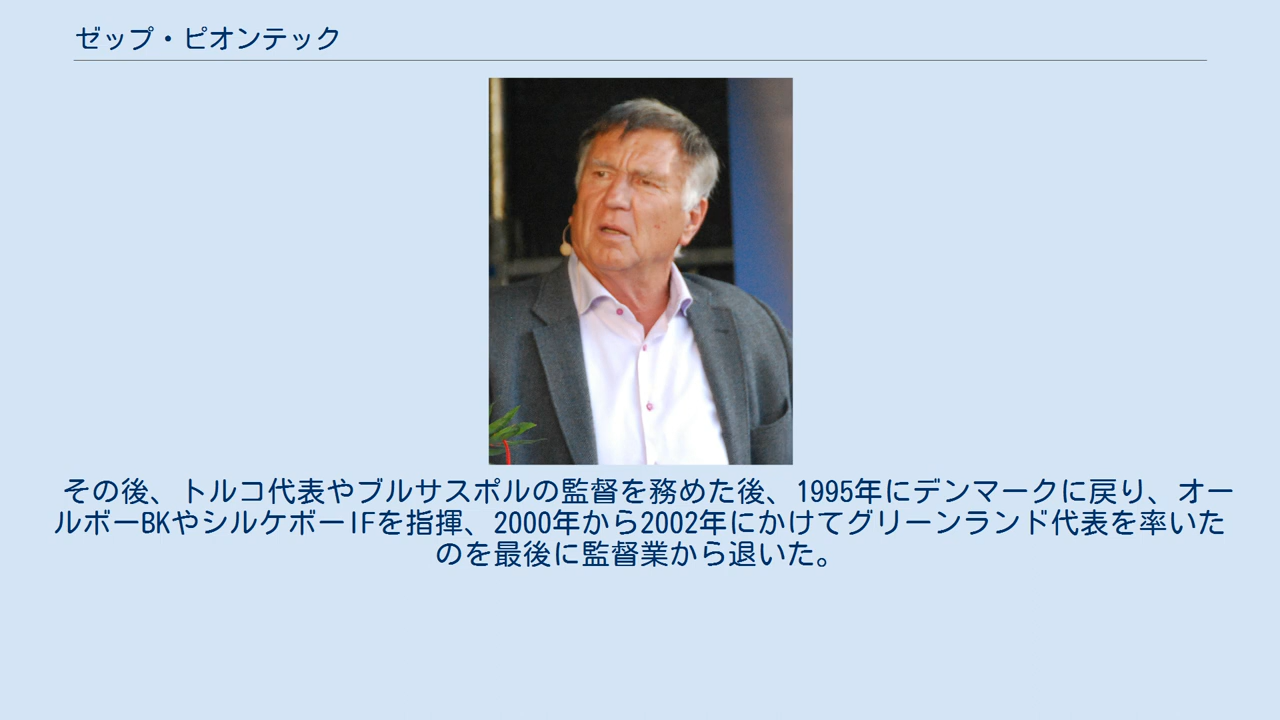 ゼップ・ピオンテック
その後、トルコ代表やブルサスポルの監督を務めた後、1995年にデンマークに戻り、オー
ルボーBKやシルケボーIFを指揮、2000年から2002年にかけてグリーンランド代表を率いた
のを最後に監督業から退いた。